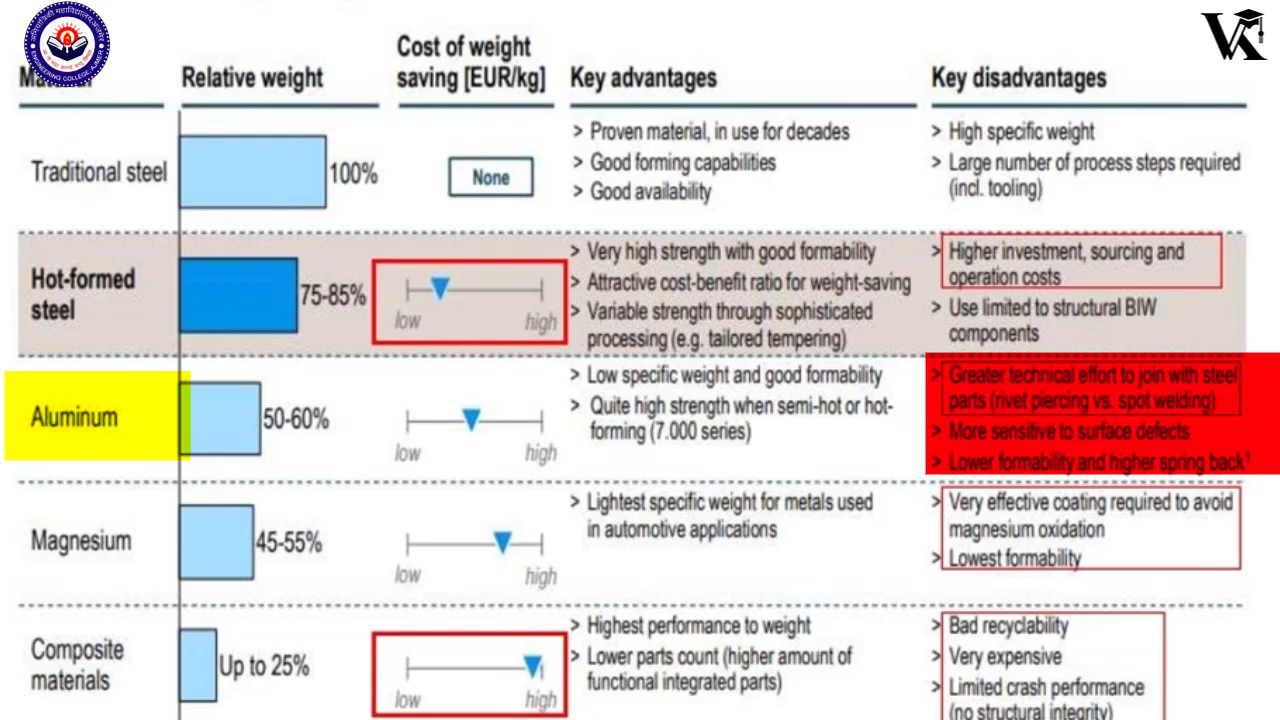 ENGINEERING COLLEGE, AJMER
VK
Relative weight
Cost of weight
saving [EUR/kg]
Key advantages
Key disadvantages
Traditional steel
100%
None
> Proven material, in use for decades
> Good forming capabilities
> Good availability
> High specific weight
> Large number of process steps required
(incl. tooling)
Hot-formed
steel
75-85%
low
high
> Very high strength with good formability
> Attractive cost-benefit ratio for weight-saving
> Variable strength through sophisticated
processing (e.g. tailored tempering)
> Higher investment, sourcing and
operation costs
> Use limited to structural BIW
components
Aluminum
50-60%
low
high
> Low specific weight and good formability
> Quite high strength when semi-hot or hot-
forming (7.000 series)
> Greater technical effort to join with steel
parts (rivet piercing vs. spot welding)
> More sensitive to surface defects
> Lower formability and higher spring back¹
Magnesium
45-55%
low
high
> Lightest specific weight for metals used
in automotive applications
> Very effective coating required to avoid
magnesium oxidation
> Lowest formability
Composite
materials
Up to 25%
low
high
> Highest performance to weight
> Lower parts count (higher amount of
functional integrated parts)
> Bad recyclability
> Very expensive
> Limited crash performance
(no structural integrity)